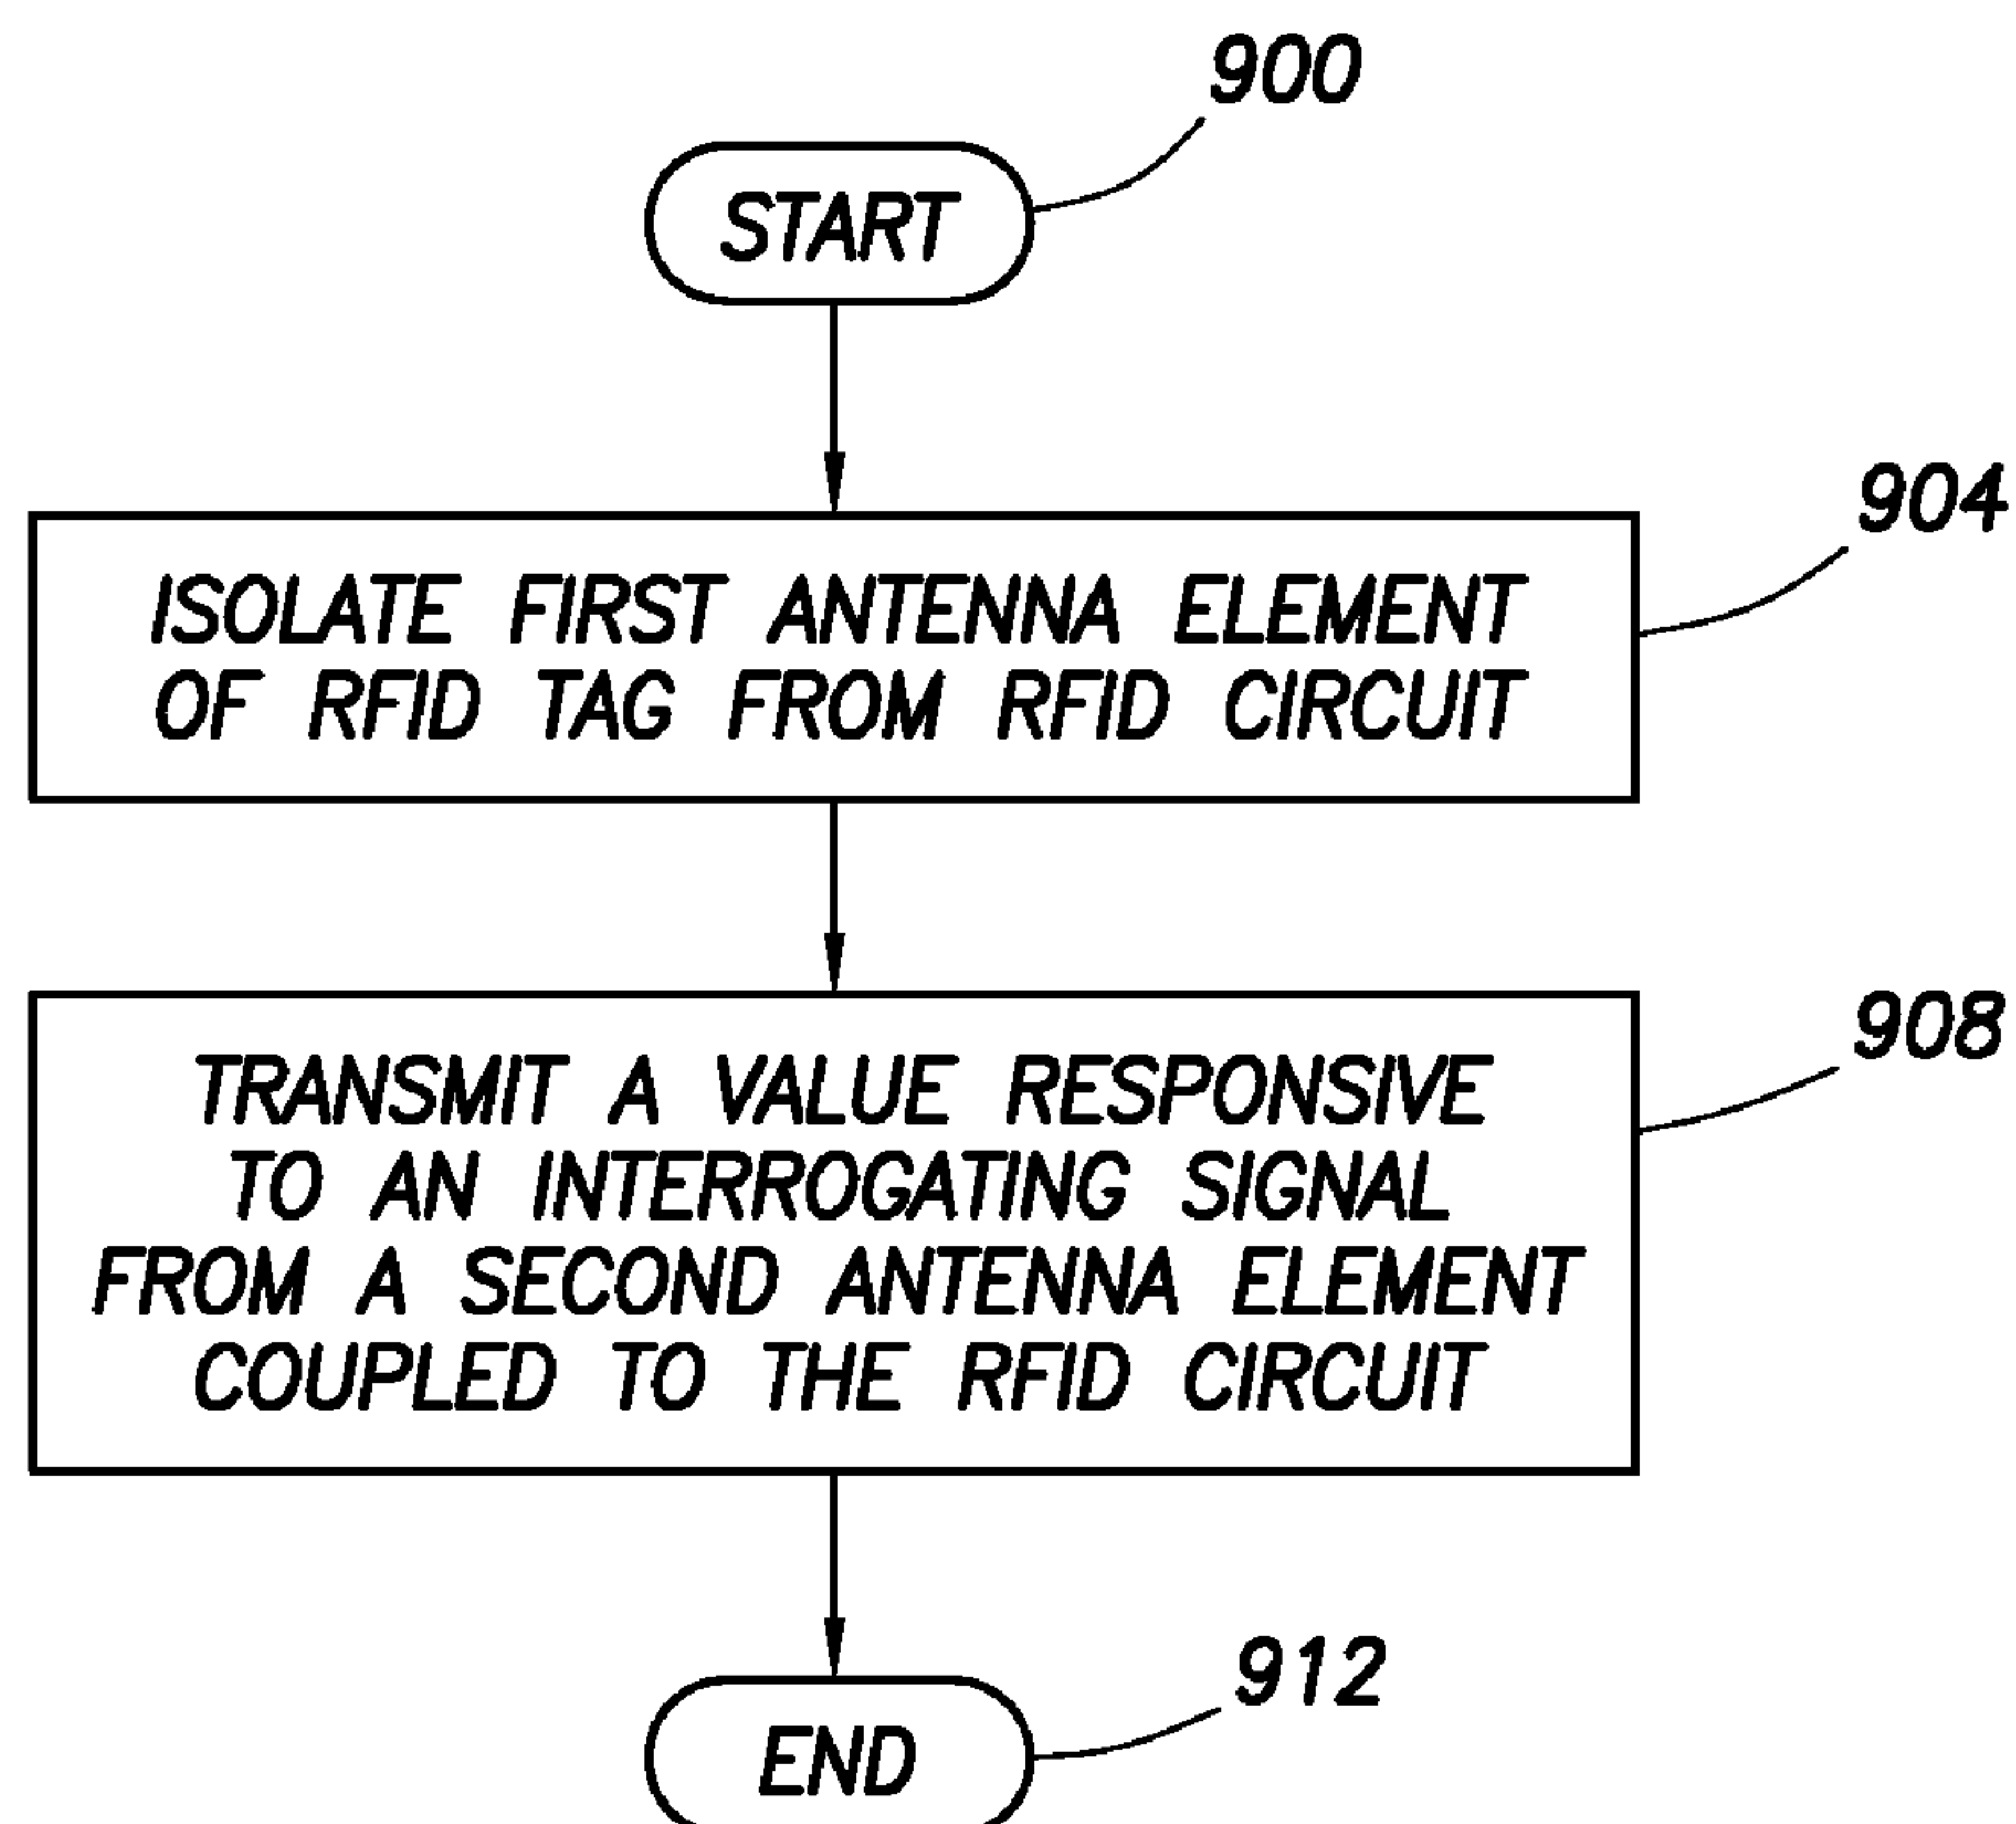 900
START
904
ISOLATE FIRST ANTENNA ELEMENT
OF RFID TAG FROM RFID CIRCUIT
908
TRANSMIT A VALUE RESPONSIVE
TO AN INTERROGATING SIGNAL
FROM A SECOND ANTENNA ELEMENT
COUPLED TO THE RFID CIRCUIT
912
END